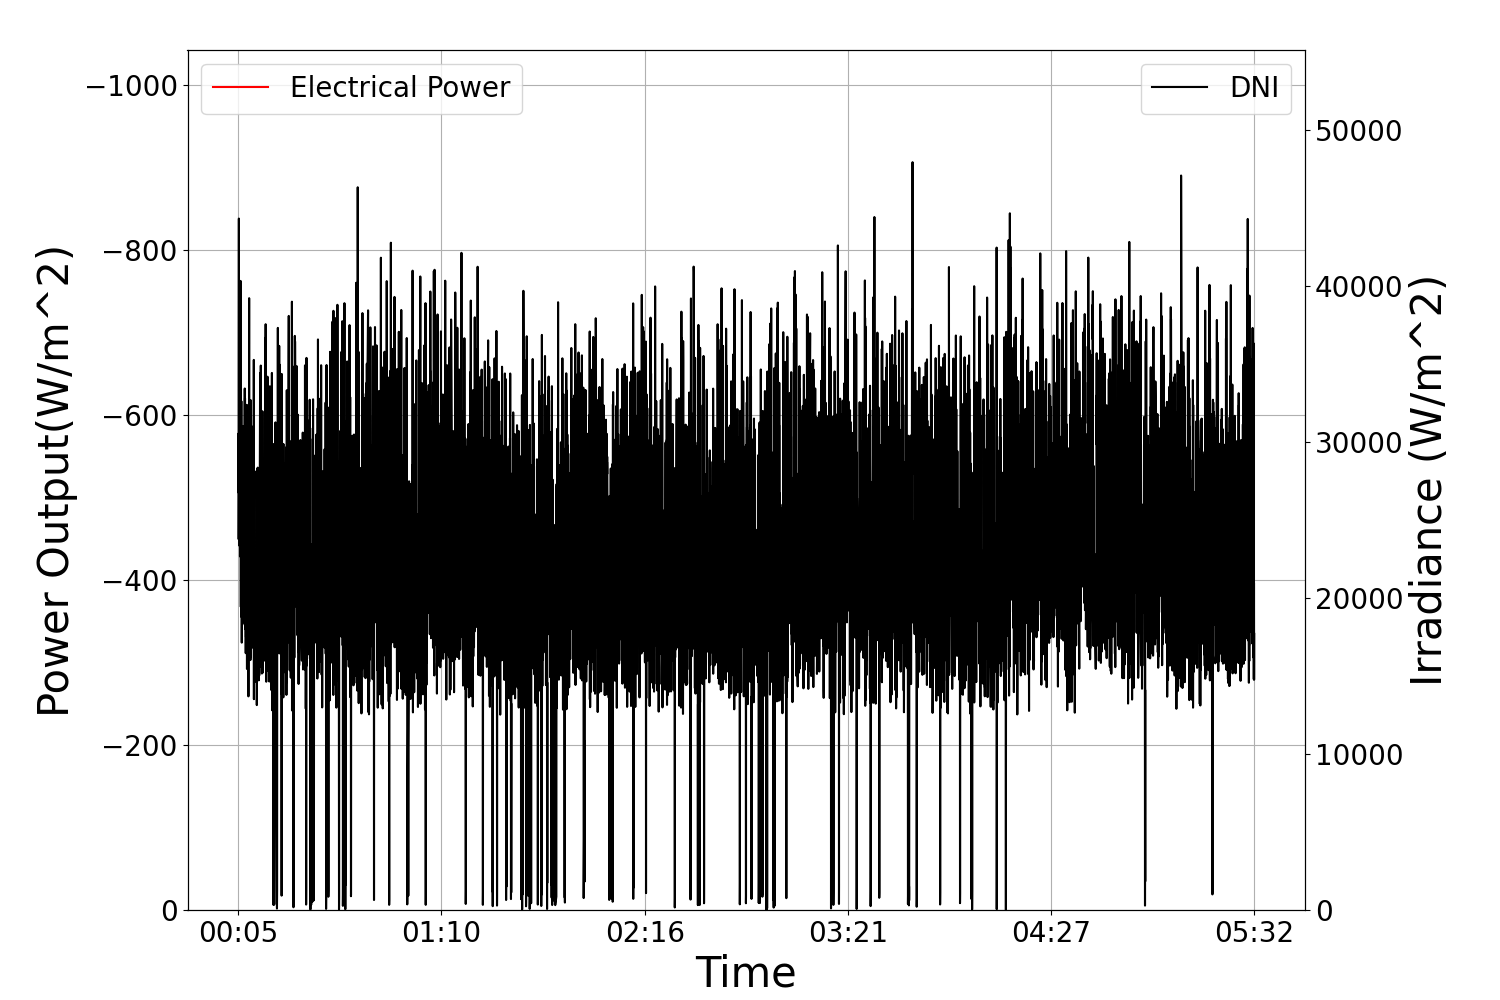 Electrical Power
DNI
Power Output(W/m^2)
−1000
−800
−600
−400
−200
0
50000
40000
30000
20000
10000
0
Irradiance (W/m^2)
00:05 01:10 02:16 03:21 04:27 05:32
Time